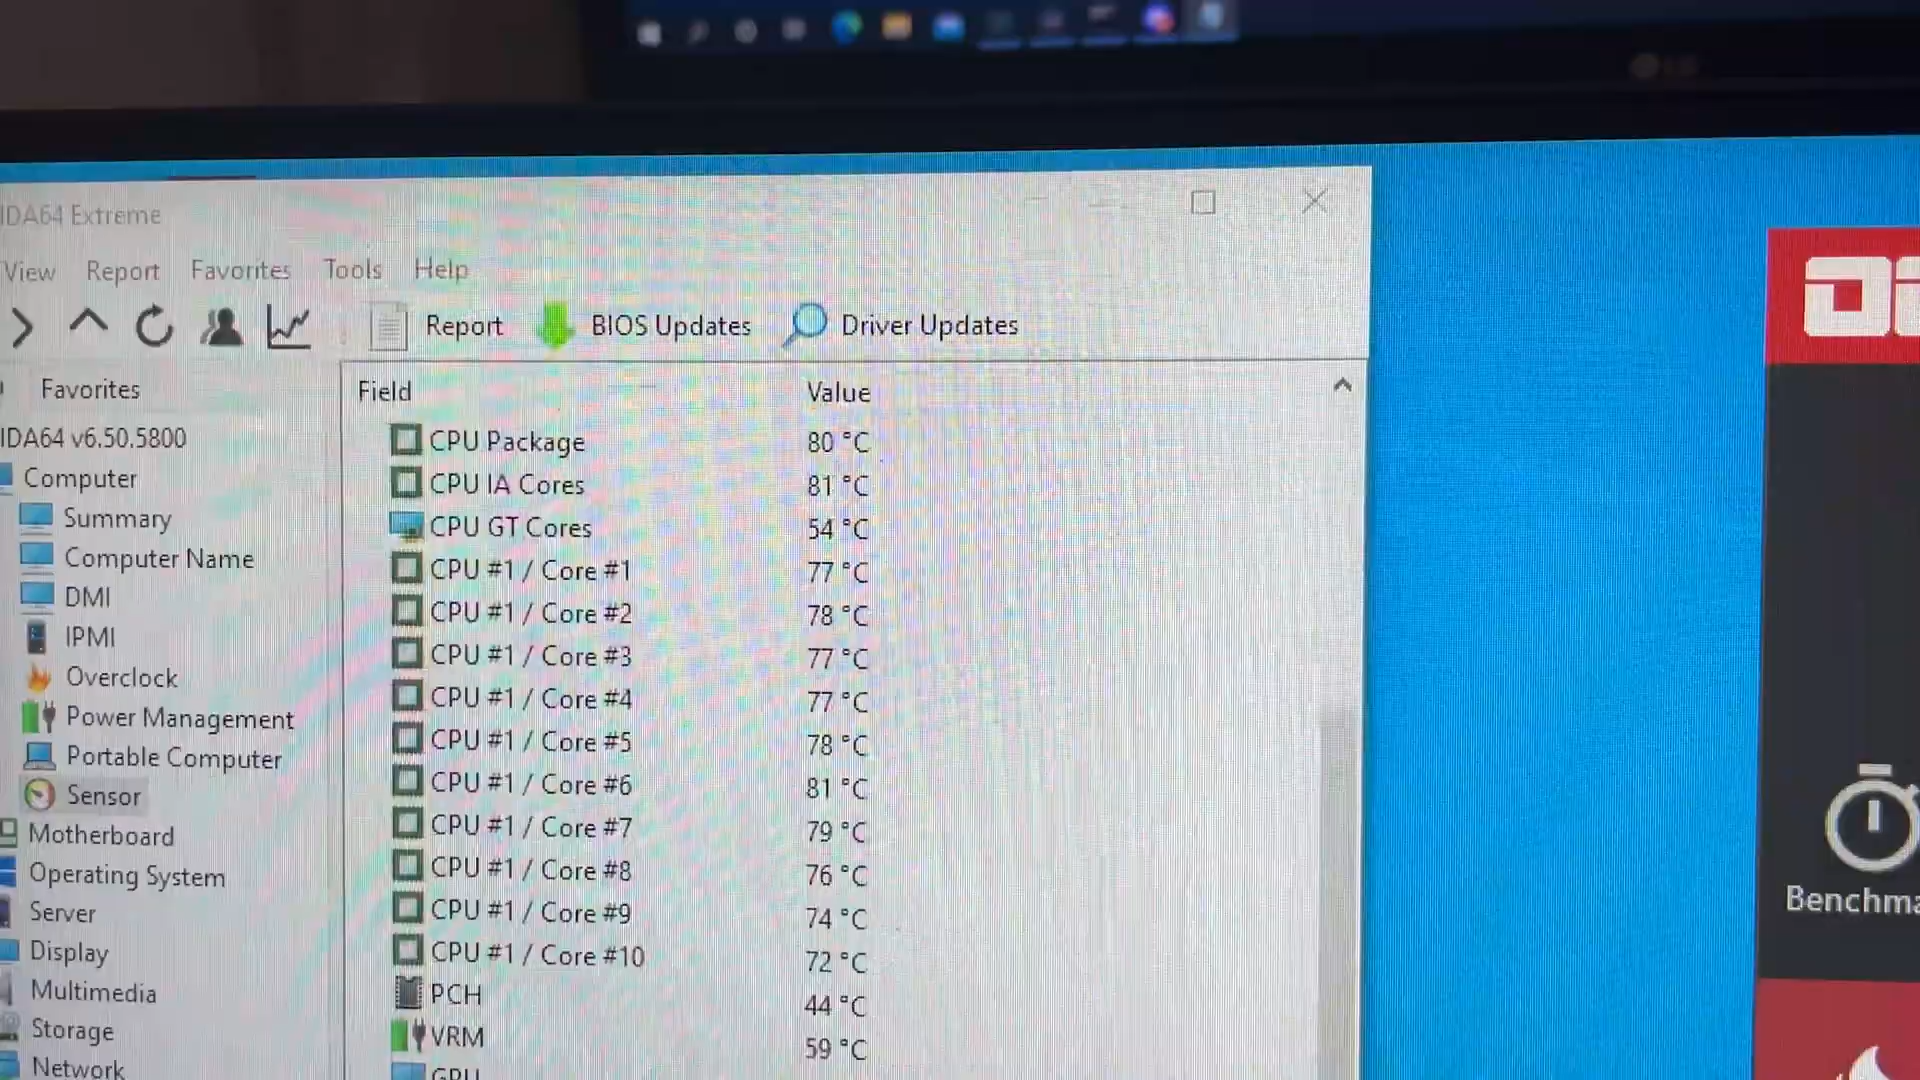 IDA64 Extreme
View Report Favorites Tools Help
Report BIOS Updates Driver Updates
Favorites
IDA64 v6.50.5800
Computer
Summary
Computer Name
DMI
IPMI
Overclock
Power Management
Portable Computer
Sensor
Motherboard
Operating System
Server
Display
Multimedia
Storage
Network
Field Value
CPU Package 80 °C
CPU IA Cores 81 °C
CPU GT Cores 54 °C
CPU #1 / Core #1 77 °C
CPU #1 / Core #2 78 °C
CPU #1 / Core #3 77 °C
CPU #1 / Core #4 77 °C
CPU #1 / Core #5 78 °C
CPU #1 / Core #6 81 °C
CPU #1 / Core #7 79 °C
CPU #1 / Core #8 76 °C
CPU #1 / Core #9 74 °C
CPU #1 / Core #10 72 °C
PCH 44 °C
VRM 59 °C
GPU
Benchma